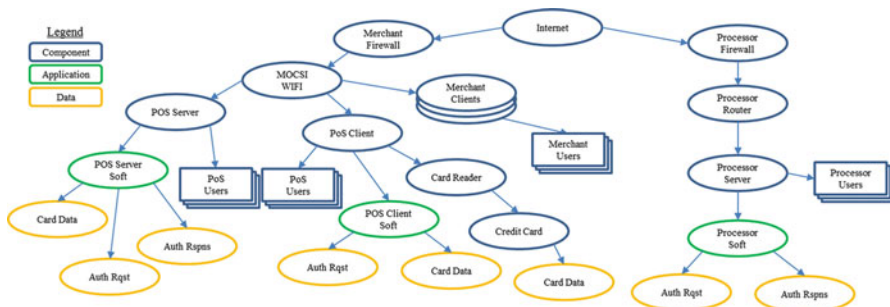 Legend
Component
Application
Data
Internet
Merchant
Firewall
Processor
Firewall
MOCSI
WIFI
Merchant
Clients
Processor
Router
POS Server
PoS Client
Merchant
Users
POS Server
Soft
PoS
Users
PoS
Users
Card Reader
Processor
Server
Processor
Users
Card Data
POS Client
Soft
Credit Card
Processor
Soft
Auth Rspns
Auth Rqst
Auth Rqst
Card Data
Card Data
Auth Rqst
Auth Rspns